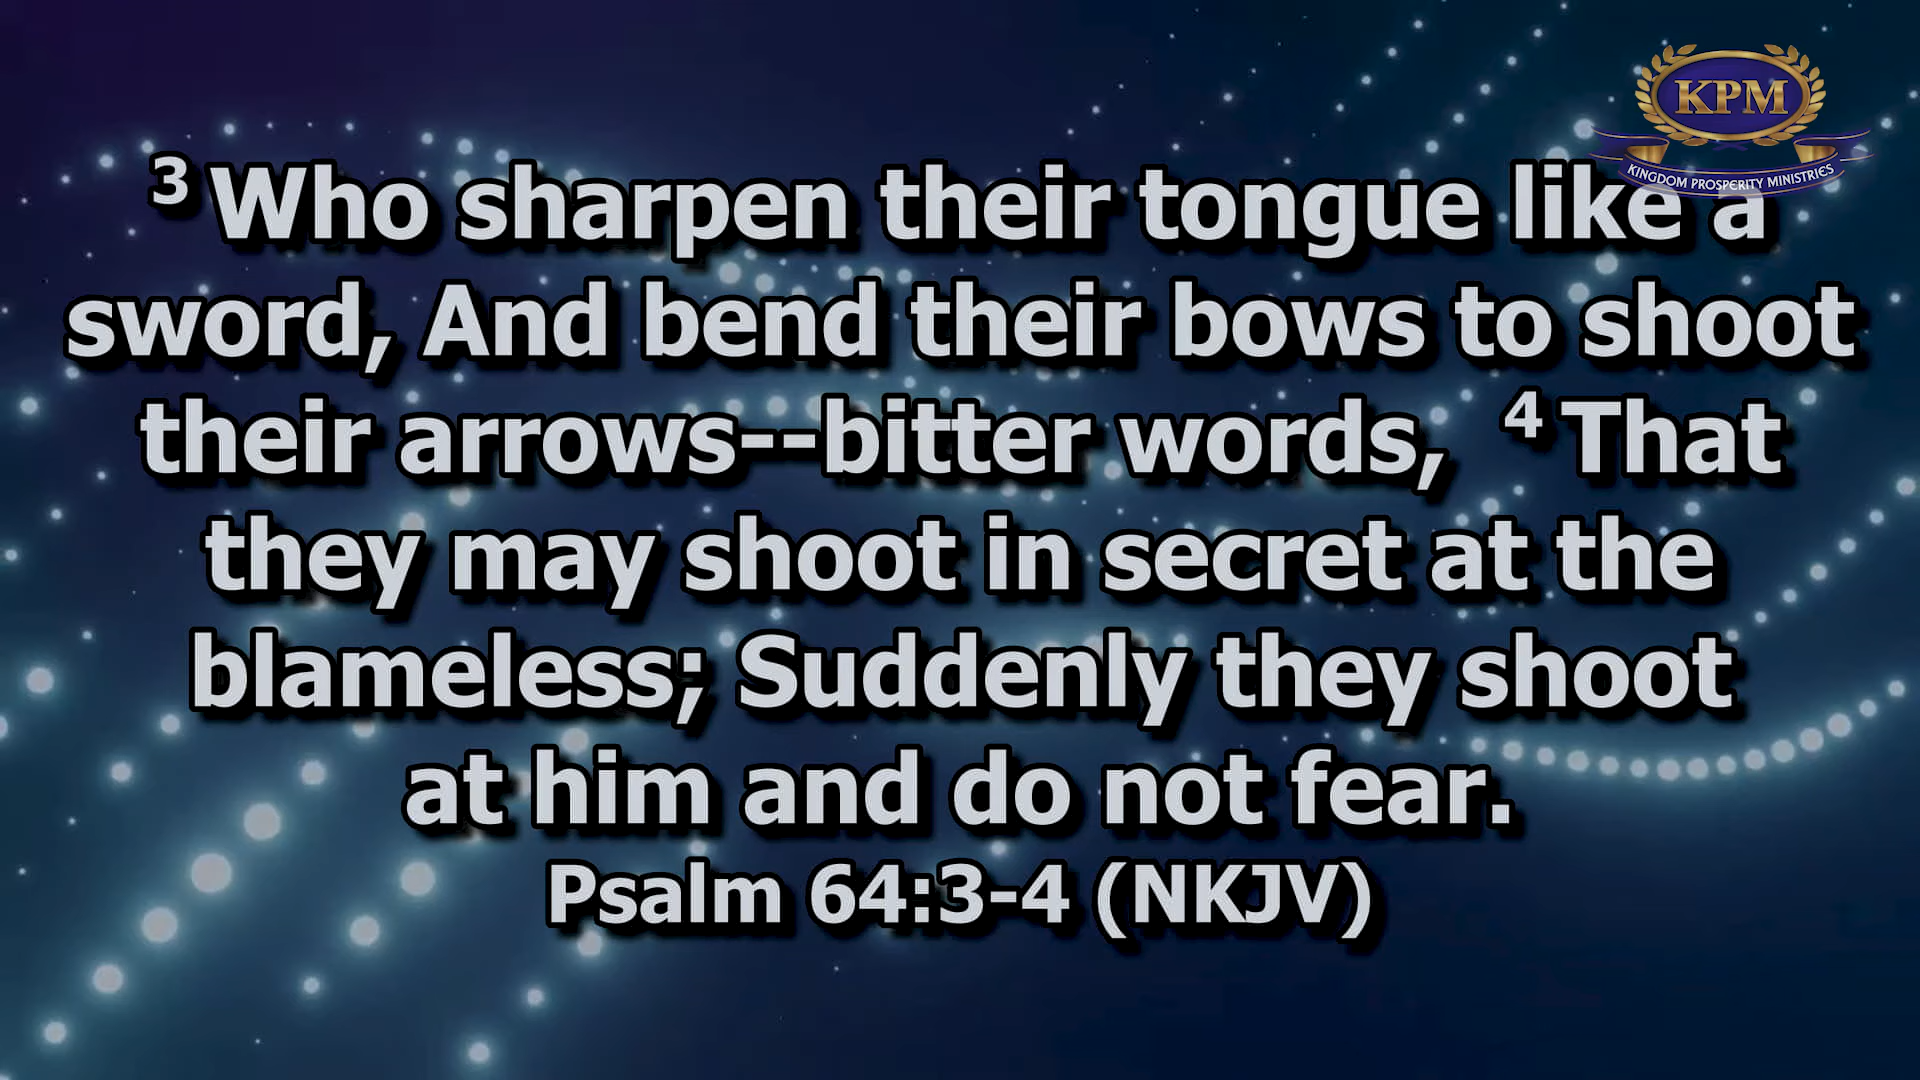 KPM
KINGDOM PROSPERITY MINISTRIES
3 Who sharpen their tongue like a
sword, And bend their bows to shoot
their arrows--bitter words, 4 That
they may shoot in secret at the
blameless; Suddenly they shoot
at him and do not fear.
Psalm 64:3-4 (NKJV)